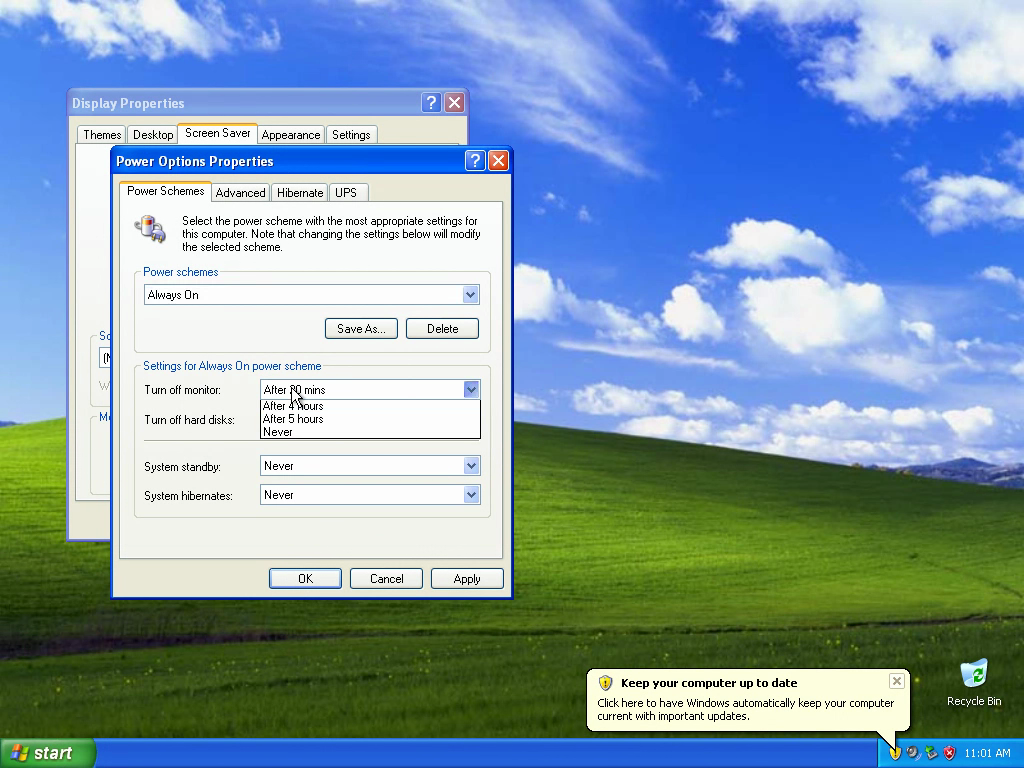 Display Properties
Themes Desktop Screen Saver Appearance Settings
Power Options Properties
Power Schemes Advanced Hibernate UPS
Select the power scheme with the most appropriate settings for
this computer. Note that changing the settings below will modify
the selected scheme.
Power schemes
Always On
Save As... Delete
Settings for Always On power scheme
Turn off monitor:
mins
After 4 hours
Turn off hard disks:
After 5 hours
Never
System standby: Never
System hibernates: Never
OK Cancel Apply
Keep your computer up to date
Click here to have Windows automatically keep your computer
current with important updates.
Recycle Bin
start
11:01 AM